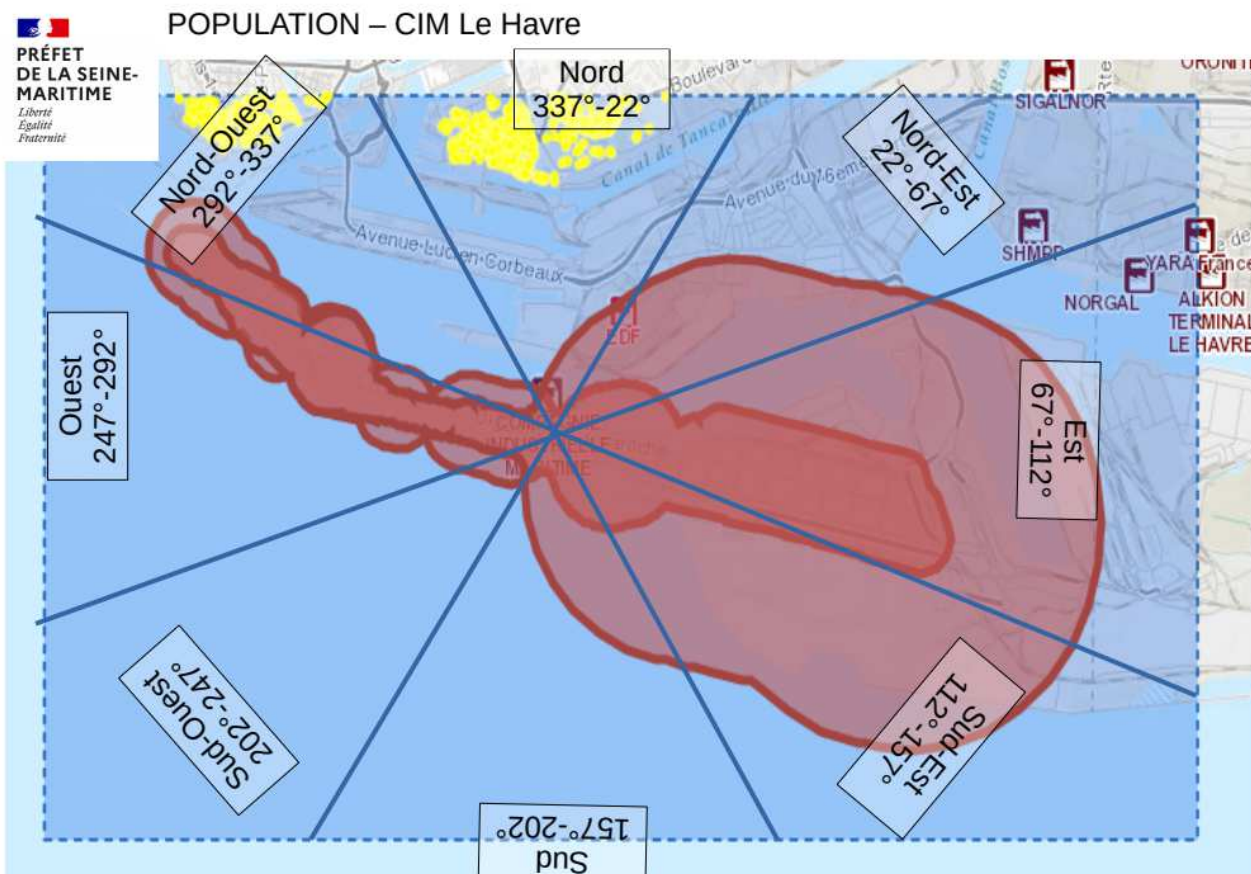 POPULATION – CIM Le Havre
PRÉFET
DE LA SEINE-
MARITIME
Liberté
Égalité
Fraternité
Nord
337°-22°
Boulevard
Nord-Ouest
292°-337°
Canal de Tancarville
Nord-Est
22°-67°
SIGALNOR
Avenue du 16ème
Avenue Lucien Corbeaux
SHMPP
YARA France
NORGAL
ALKION
TERMINAL
LE HAVRE
EDF
Ouest
247°-292°
Est
67°-112°
COMPAGNIE
INDUSTRIELLE
MARITIME
Sud-Ouest
202°-247°
Sud-Est
112°-157°
Sud
157°-202°